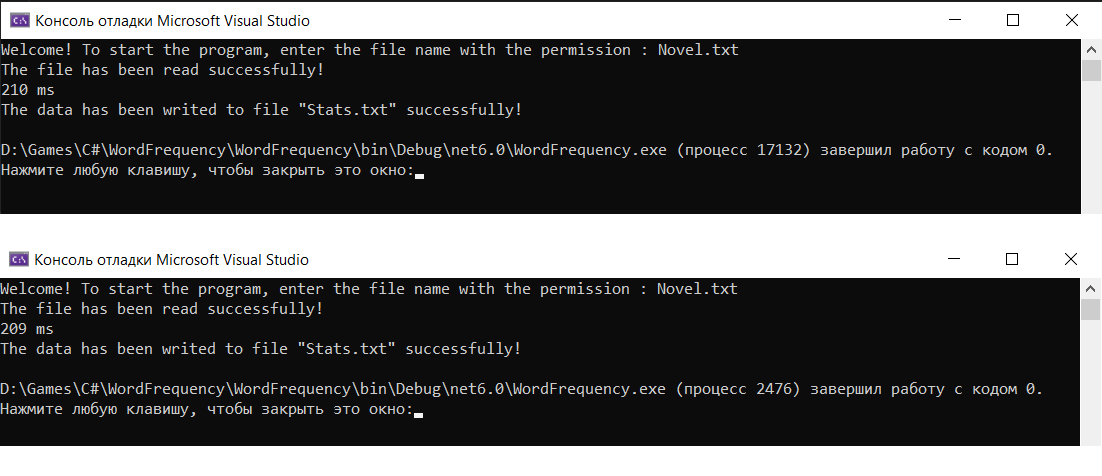 Консоль отладки Microsoft Visual Studio
Welcome! To start the program, enter the file name with the permission : Novel.txt
The file has been read successfully!
210 ms
The data has been writed to file "Stats.txt" successfully!
D:\Games\C#\WordFrequency\WordFrequency\bin\Debug\net6.0\WordFrequency.exe (процесс 17132) завершил работу с кодом 0.
Нажмите любую клавишу, чтобы закрыть это окно:
Консоль отладки Microsoft Visual Studio
Welcome! To start the program, enter the file name with the permission : Novel.txt
The file has been read successfully!
209 ms
The data has been writed to file "Stats.txt" successfully!
D:\Games\C#\WordFrequency\WordFrequency\bin\Debug\net6.0\WordFrequency.exe (процесс 2476) завершил работу с кодом 0.
Нажмите любую клавишу, чтобы закрыть это окно: